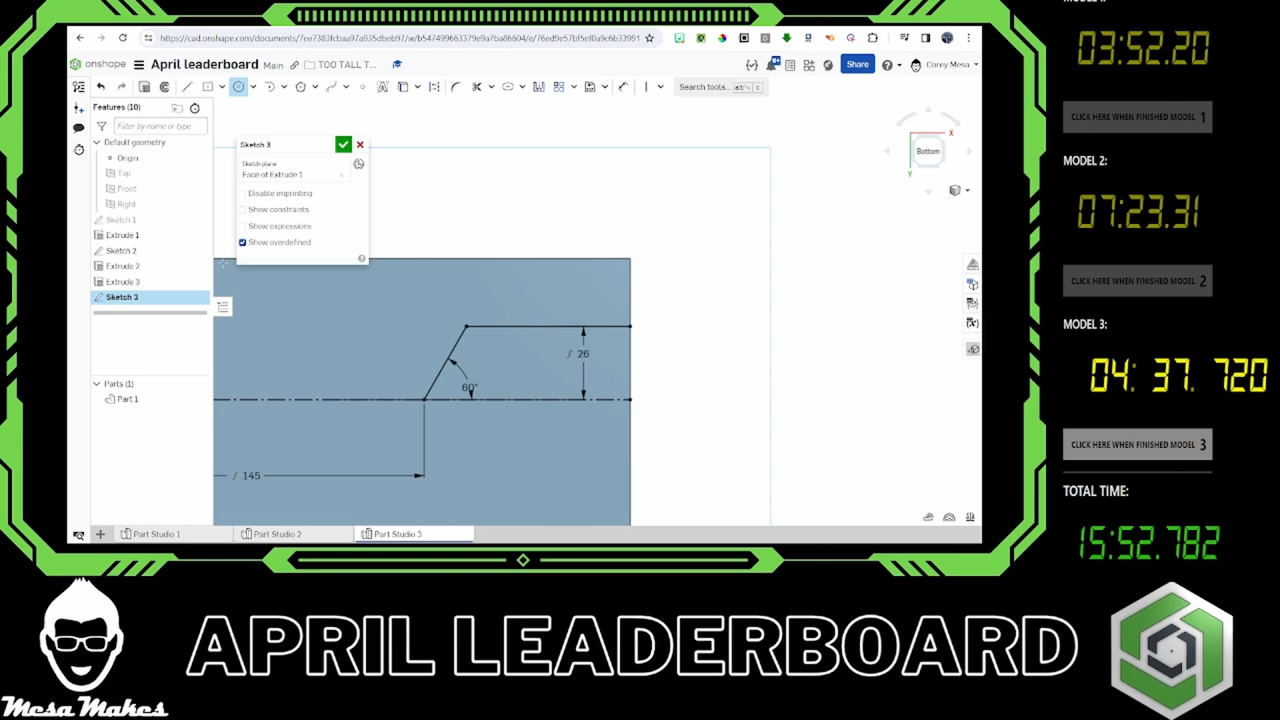 https://cad.onshape.com/documents/7ee7383fcbaa97a935dbeb97/w/b547499663379e9a7ba86604/e/76ed9e57bf5ef0a9c6b33991
onshape
April leaderboard
Main
TOO TALL T...
Share
Corey Mesa
Search tools...
alt/⌥
c
Features (10)
Filter by name or type
Default geometry
Origin
Top
Front
Right
Sketch 1
Extrude 1
Sketch 2
Extrude 2
Extrude 3
Sketch 3
Parts (1)
Part 1
Sketch 3
Sketch plane
Face of Extrude 1
Disable imprinting
Show constraints
Show expressions
Show overdefined
26
60°
145
Bottom
X
Y
Part Studio 1
Part Studio 2
Part Studio 3
03:52.20
CLICK HERE WHEN FINISHED MODEL 1
MODEL 2:
07:23.31
CLICK HERE WHEN FINISHED MODEL 2
MODEL 3:
04: 37. 720
CLICK HERE WHEN FINISHED MODEL 3
TOTAL TIME:
15:52.782
Mesa Makes
APRIL LEADERBOARD